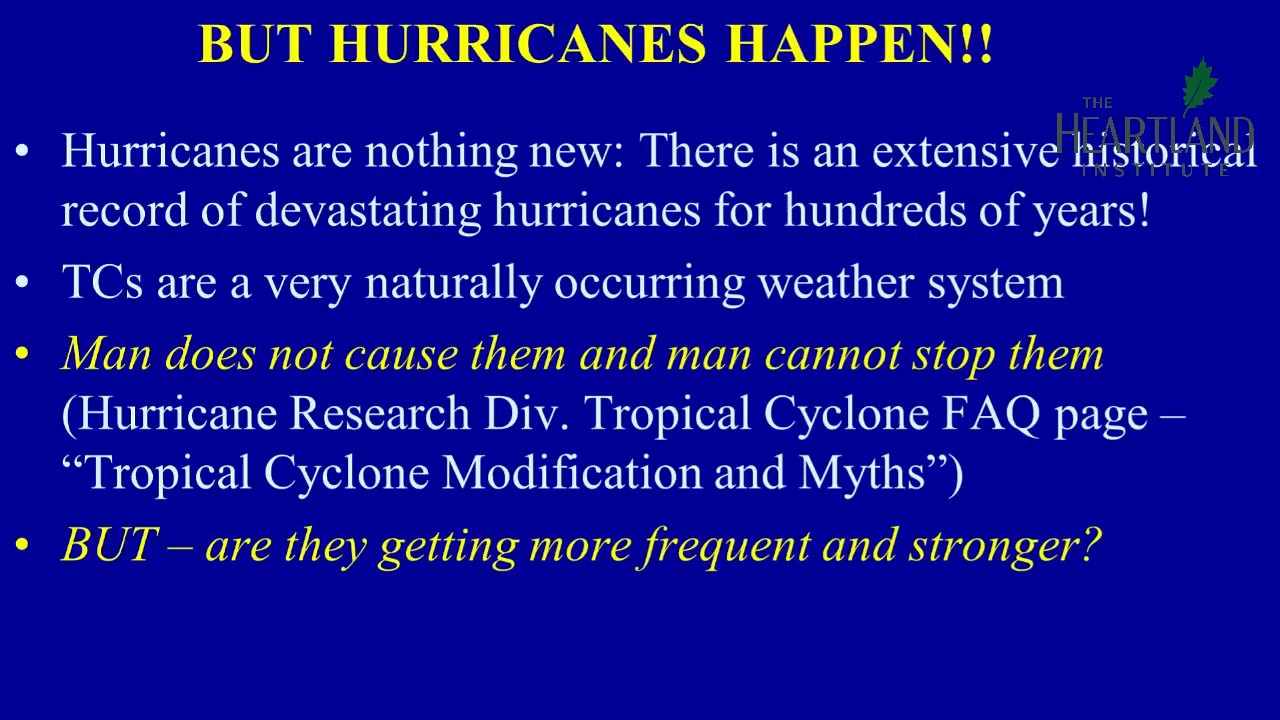 BUT HURRICANES HAPPEN!!
THE
HEARTLAND
INSTITUTE
• Hurricanes are nothing new: There is an extensive historical
record of devastating hurricanes for hundreds of years!
• TCs are a very naturally occurring weather system
• Man does not cause them and man cannot stop them
(Hurricane Research Div. Tropical Cyclone FAQ page –
“Tropical Cyclone Modification and Myths”)
• BUT – are they getting more frequent and stronger?